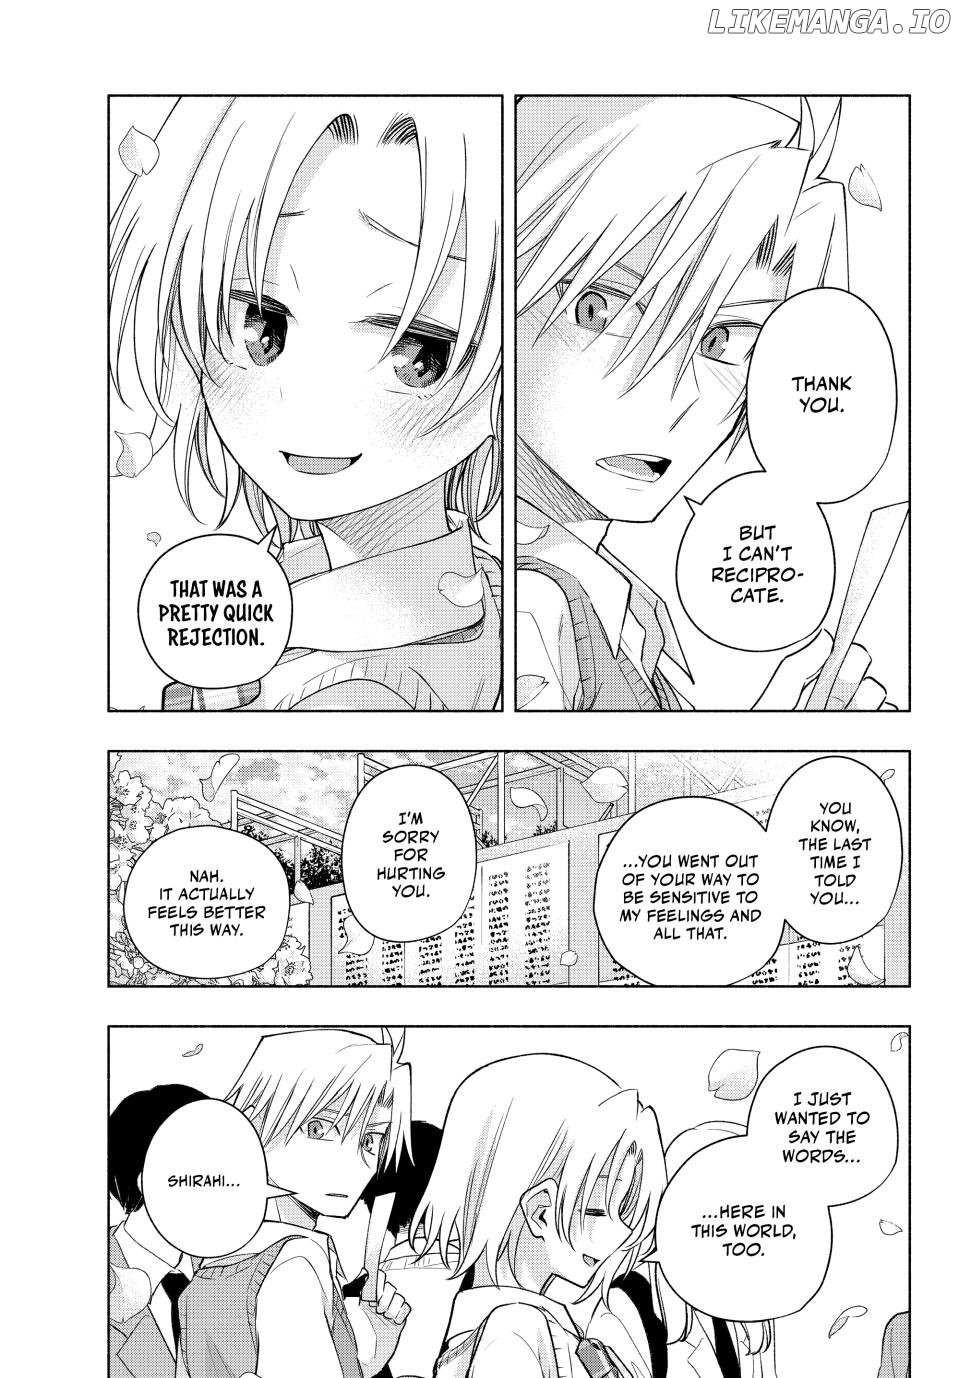 LIKEMANGA.IO
THANK
YOU.
BUT
I CAN'T
RECIPRO-
CATE.
THAT WAS A
PRETTY QUICK
REJECTION.
YOU
KNOW,
THE LAST
TIME I
TOLD
YOU...
...YOU WENT OUT
OF YOUR WAY TO
BE SENSITIVE TO
MY FEELINGS AND
ALL THAT.
I'M
SORRY
FOR
HURTING
YOU.
NAH.
IT ACTUALLY
FEELS BETTER
THIS WAY.
I JUST
WANTED TO
SAY THE
WORDS...
...HERE IN
THIS WORLD,
TOO.
SHIRAHI...